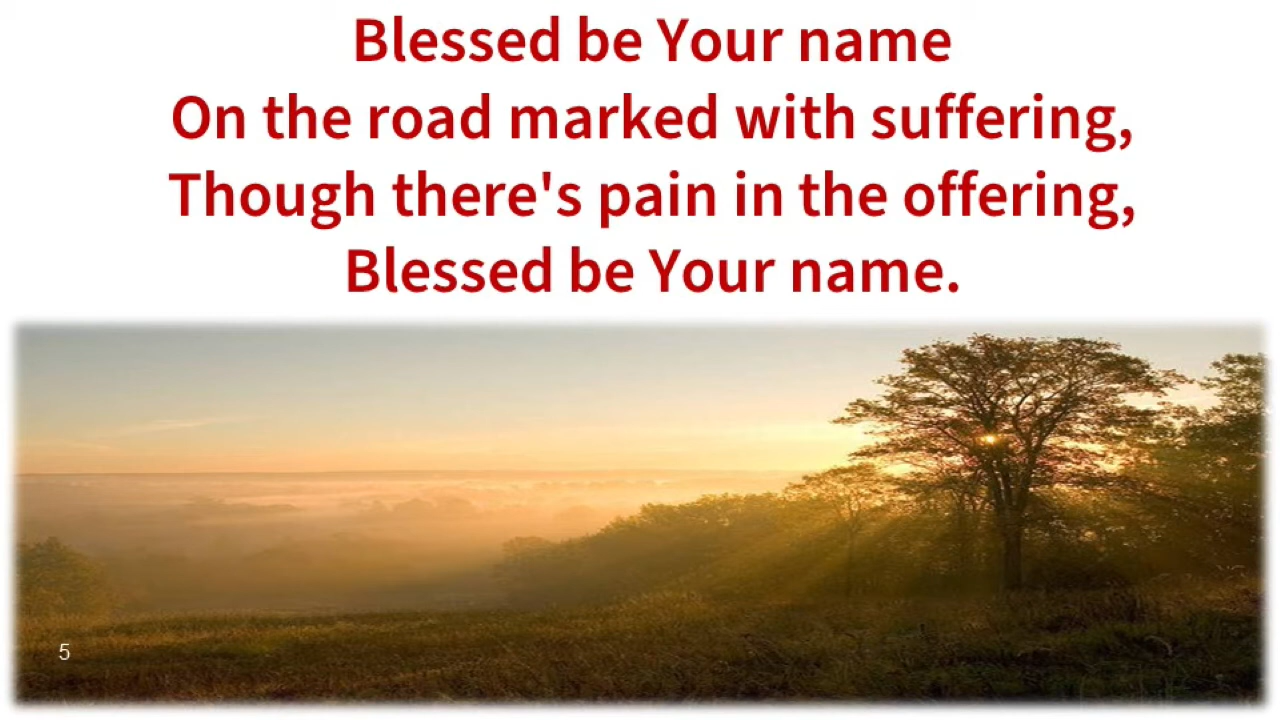 Blessed be Your name
On the road marked with suffering,
Though there's pain in the offering,
Blessed be Your name.
5